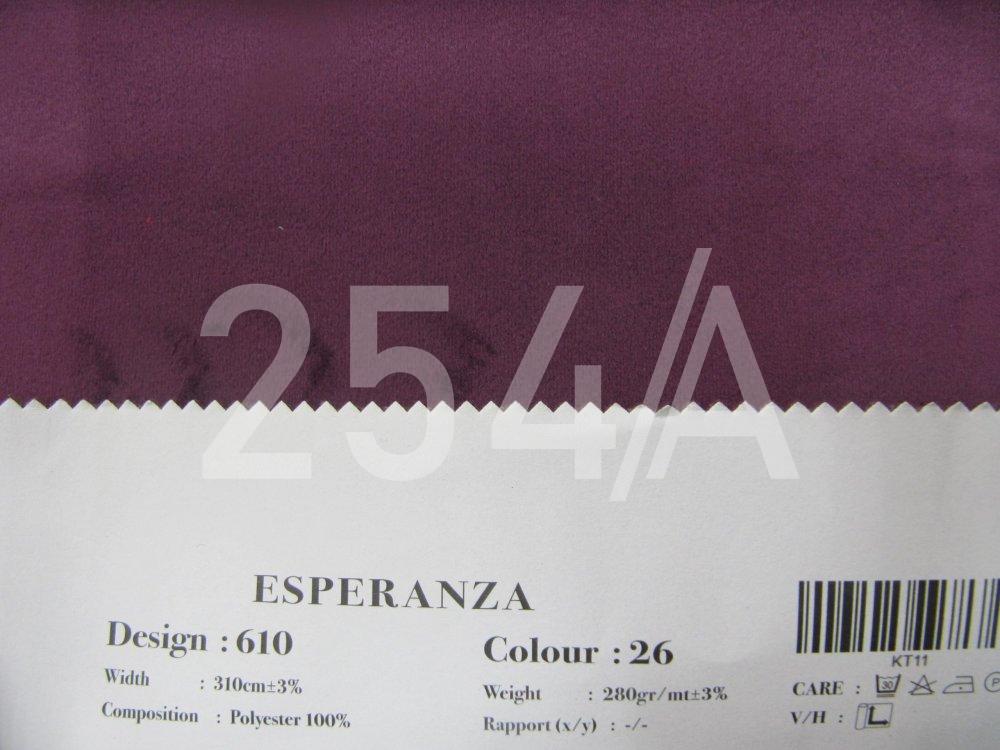 254/A
ESPERANZA
Design : 610
Colour : 26
Width : 310cm±3%
Weight : 280gr/mt±3%
Composition : Polyester 100%
Rapport (x/y) : -/-
KT11
CARE : 30 P
V/H :